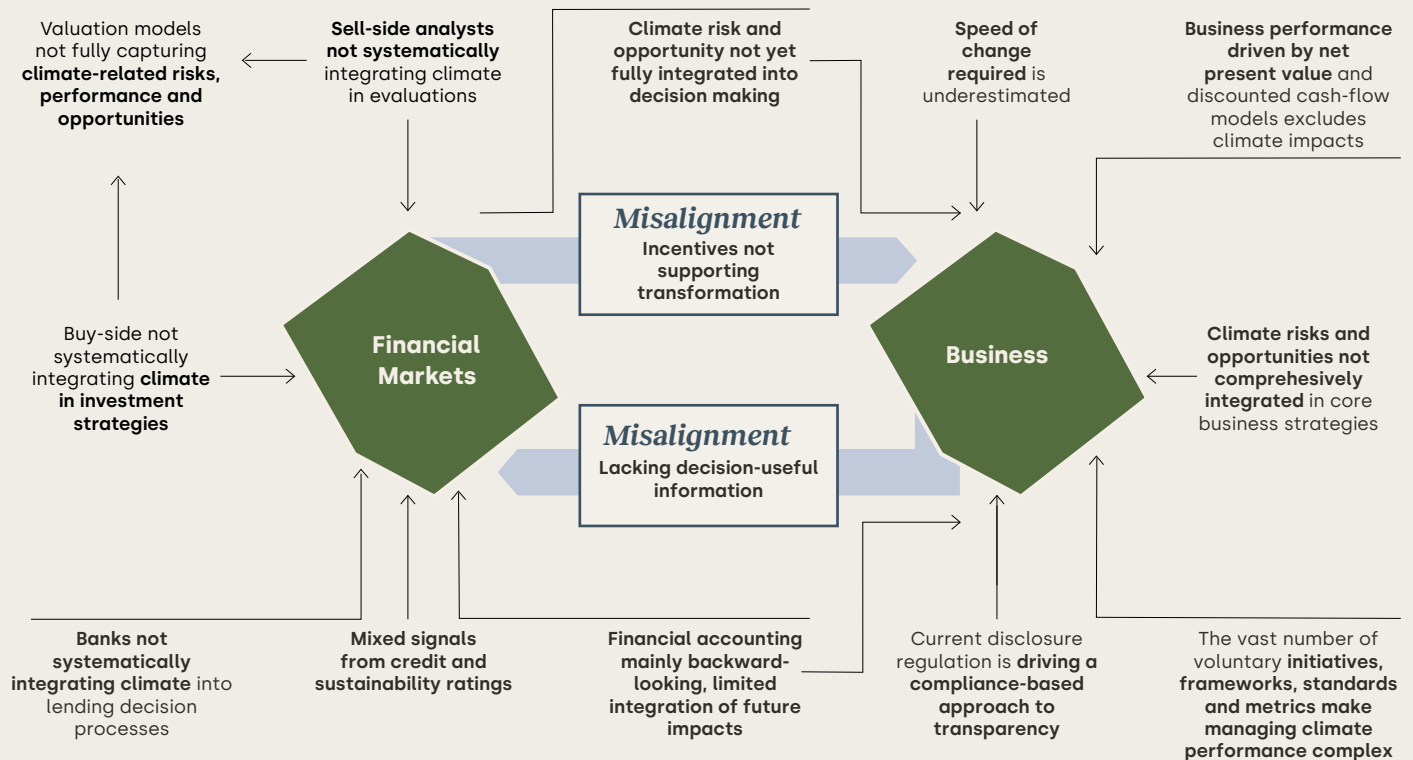 Valuation models
not fully capturing
climate-related risks,
performance and
opportunities
Sell-side analysts
not systematically
integrating climate
in evaluations
Climate risk and
opportunity not yet
fully integrated into
decision making
Speed of
change
required is
underestimated
Business performance
driven by net
present value and
discounted cash-flow
models excludes
climate impacts
Misalignment
Incentives not
supporting
transformation
Buy-side not
systematically
integrating climate
in investment
strategies
Financial
Markets
Business
Climate risks and
opportunities not
comprehesively
integrated in core
business strategies
Misalignment
Lacking decision-useful
information
Banks not
systematically
integrating climate into
lending decision
processes
Mixed signals
from credit and
sustainability ratings
Financial accounting
mainly backward-
looking, limited
integration of future
impacts
Current disclosure
regulation is driving a
compliance-based
approach to
transparency
The vast number of
voluntary initiatives,
frameworks, standards
and metrics make
managing climate
performance complex